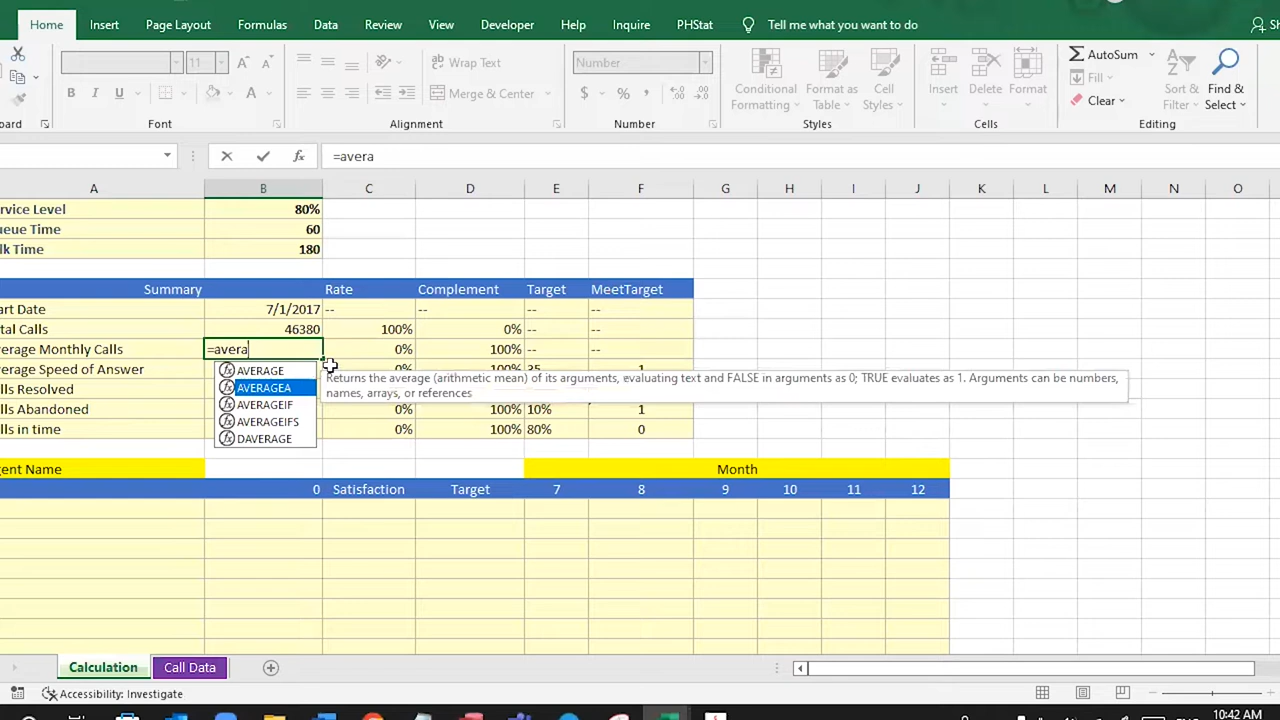 Home Insert Page Layout Formulas Data Review View Developer Help Inquire PHStat Tell me what you want to do
11 A A Wrap Text Number AutoSum
Fill
B I U Merge & Center $ % Conditional Formatting Format as Table Cell Styles Insert Delete Format Clear Sort & Filter Find & Select
Font Alignment Number Styles Cells Editing
fx =avera
A B C D E F G H I J K L M N O
rvice Level 80%
ueue Time 60
lk Time 180
Summary Rate Complement Target MeetTarget
art Date 7/1/2017 -- -- -- --
tal Calls 46380 100% 0% -- --
erage Monthly Calls =avera 0% 100% -- --
erage Speed of Answer AVERAGE 0% 100% 35 1
lls Resolved AVERAGEA Returns the average (arithmetic mean) of its arguments, evaluating text and FALSE in arguments as 0; TRUE evaluates as 1. Arguments can be numbers,
names, arrays, or references
lls Abandoned AVERAGEIF 0% 100% 10% 1
lls in time AVERAGEIFS 0% 100% 80% 0
DAVERAGE
gent Name Month
0 Satisfaction Target 7 8 9 10 11 12
Calculation Call Data
Accessibility: Investigate
10:42 AM